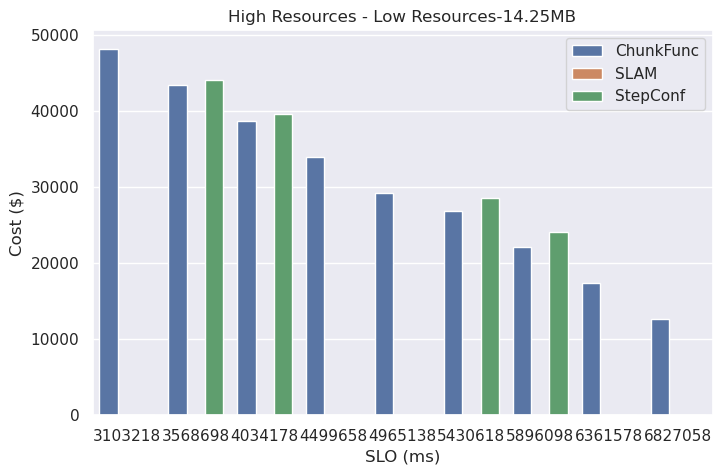 High Resources - Low Resources-14.25MB
ChunkFunc
SLAM
StepConf
50000
40000
30000
20000
10000
0
Cost ($)
3103218 3568698 4034178 4499658 4965138 5430618 5896098 6361578 6827058
SLO (ms)